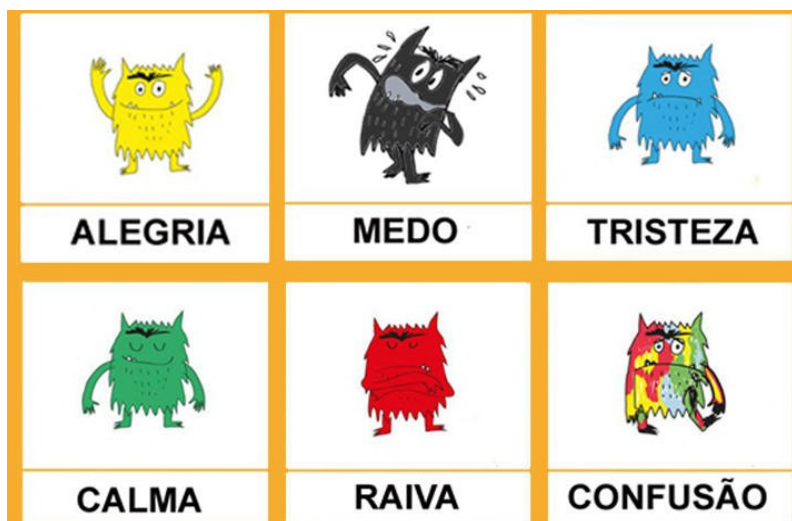 ALEGRIA
MEDO
TRISTEZA
CALMA
RAIVA
CONFUSÃO